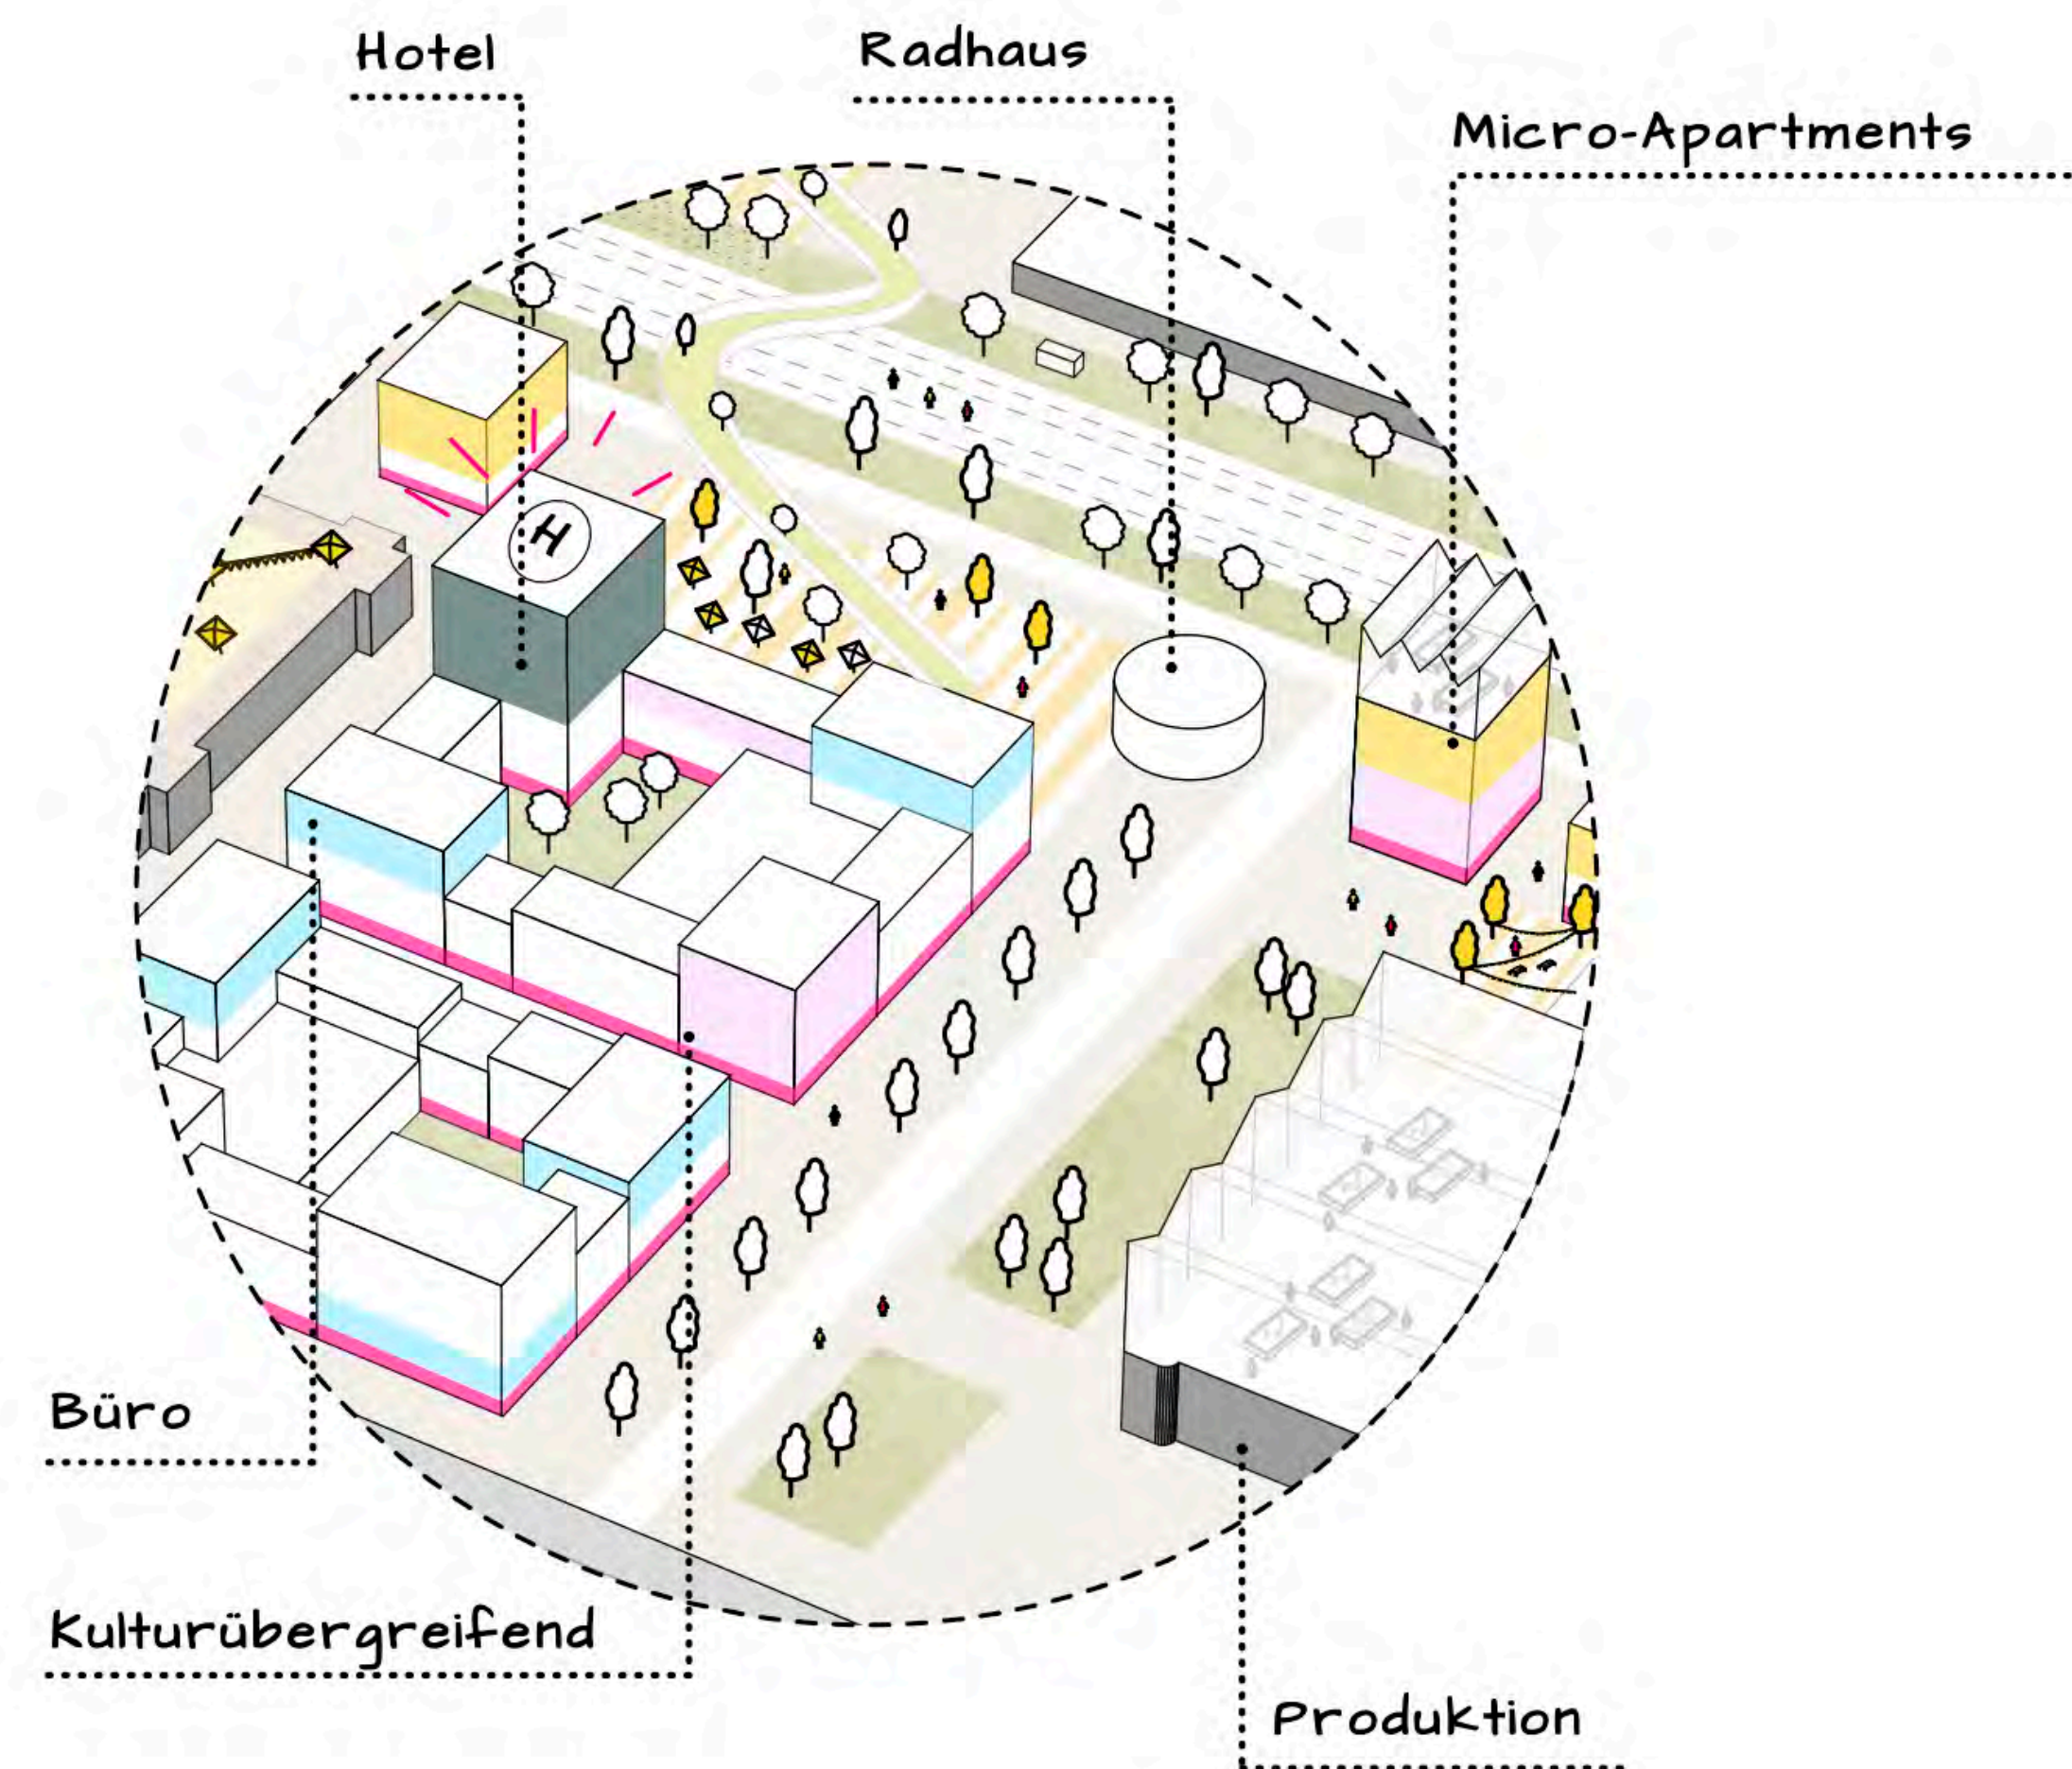 Hotel
Radhaus
Micro-Apartments
H
Büro
Kulturübergreifend
Produktion